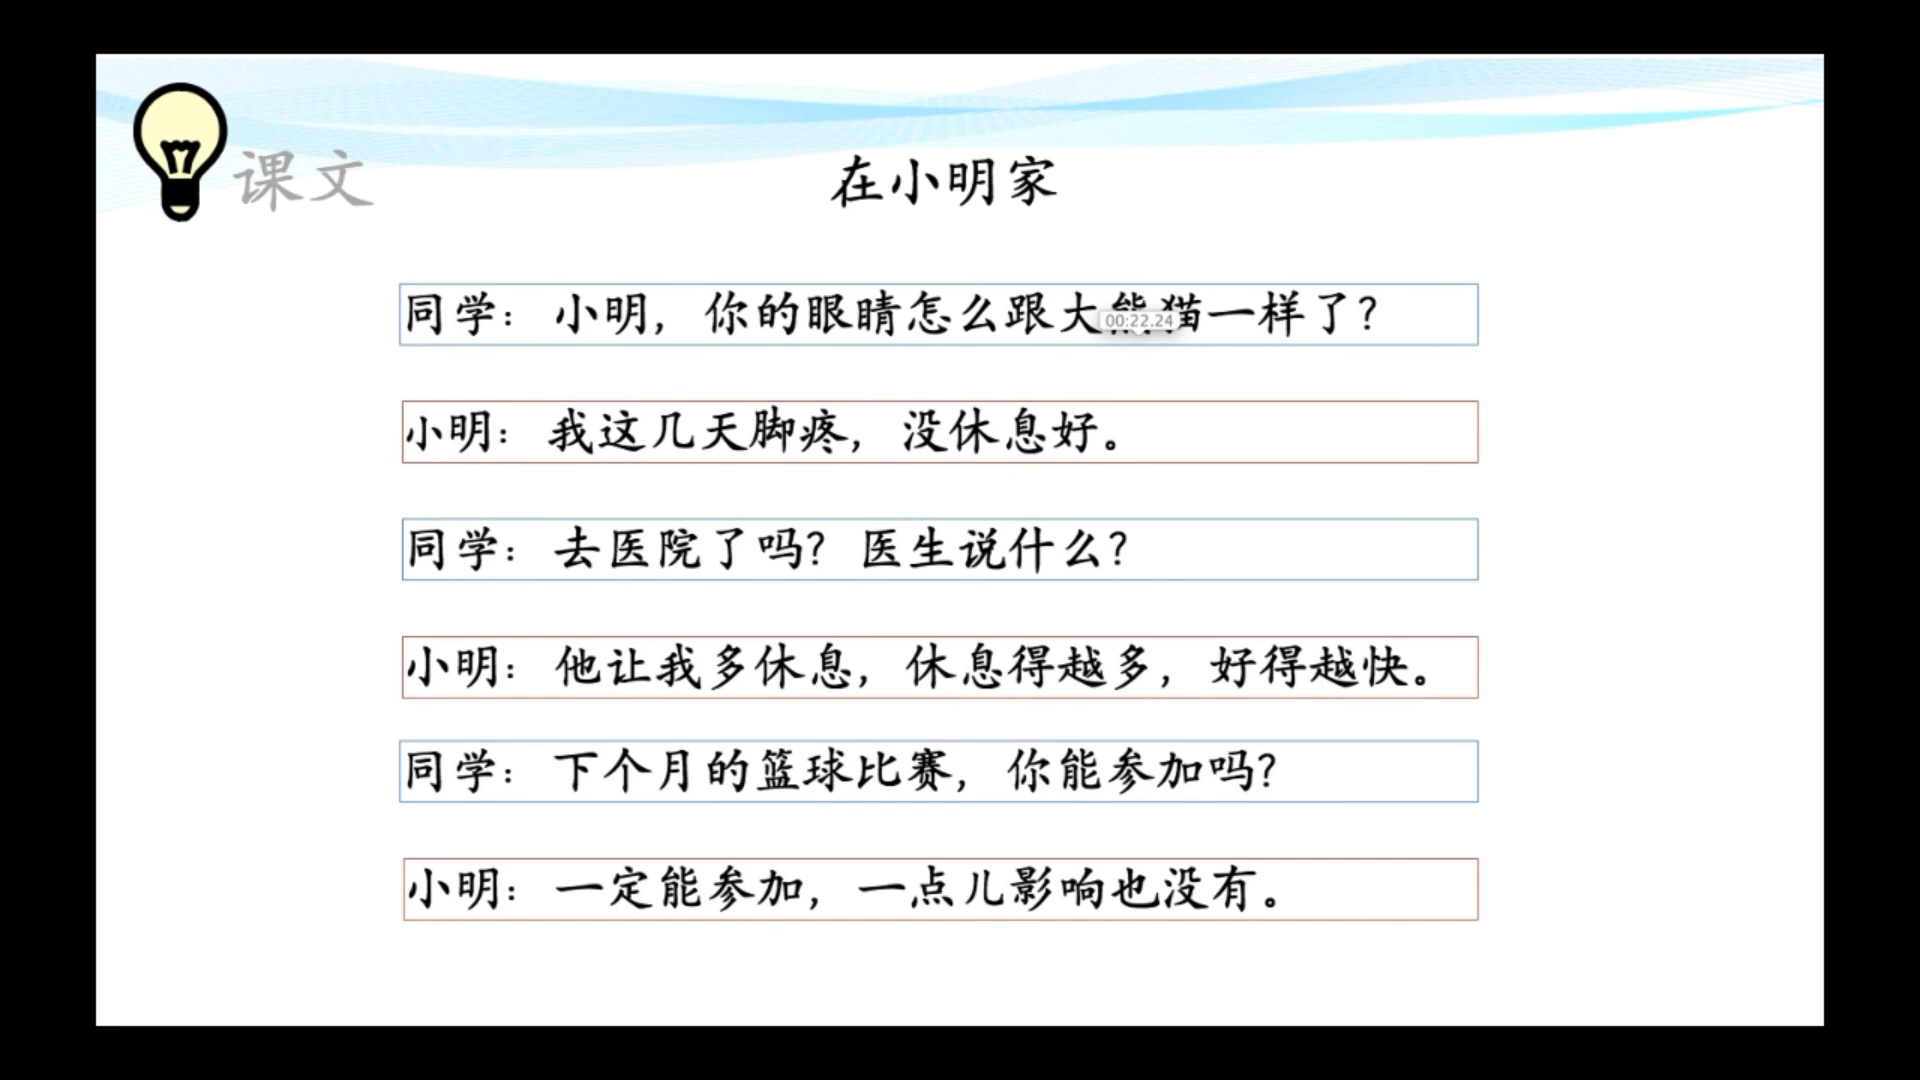 课文
在小明家
同学：小明，你的眼睛怎么跟大熊猫一样了？
00:22.24
小明：我这几天脚疼，没休息好。
同学：去医院了吗？医生说什么？
小明：他让我多休息，休息得越多，好得越快。
同学：下个月的篮球比赛，你能参加吗？
小明：一定能参加，一点儿影响也没有。